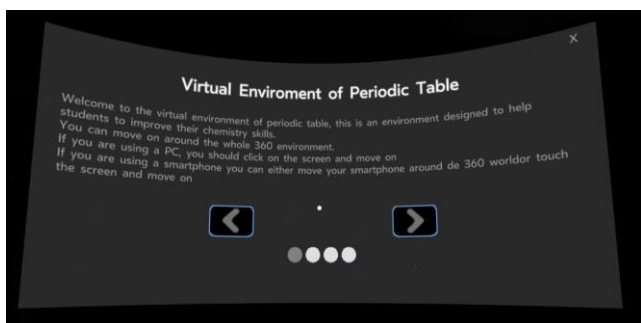 X
Virtual Enviroment of Periodic Table
Welcome to the virtual environment of periodic table, this is an environment designed to help
students to improve their chemistry skills.
You can move on around the whole 360 environment.
If you are using a PC, you should click on the screen and move on
If you are using a smartphone you can either move your smartphone around de 360 worldor touch
the screen and move on